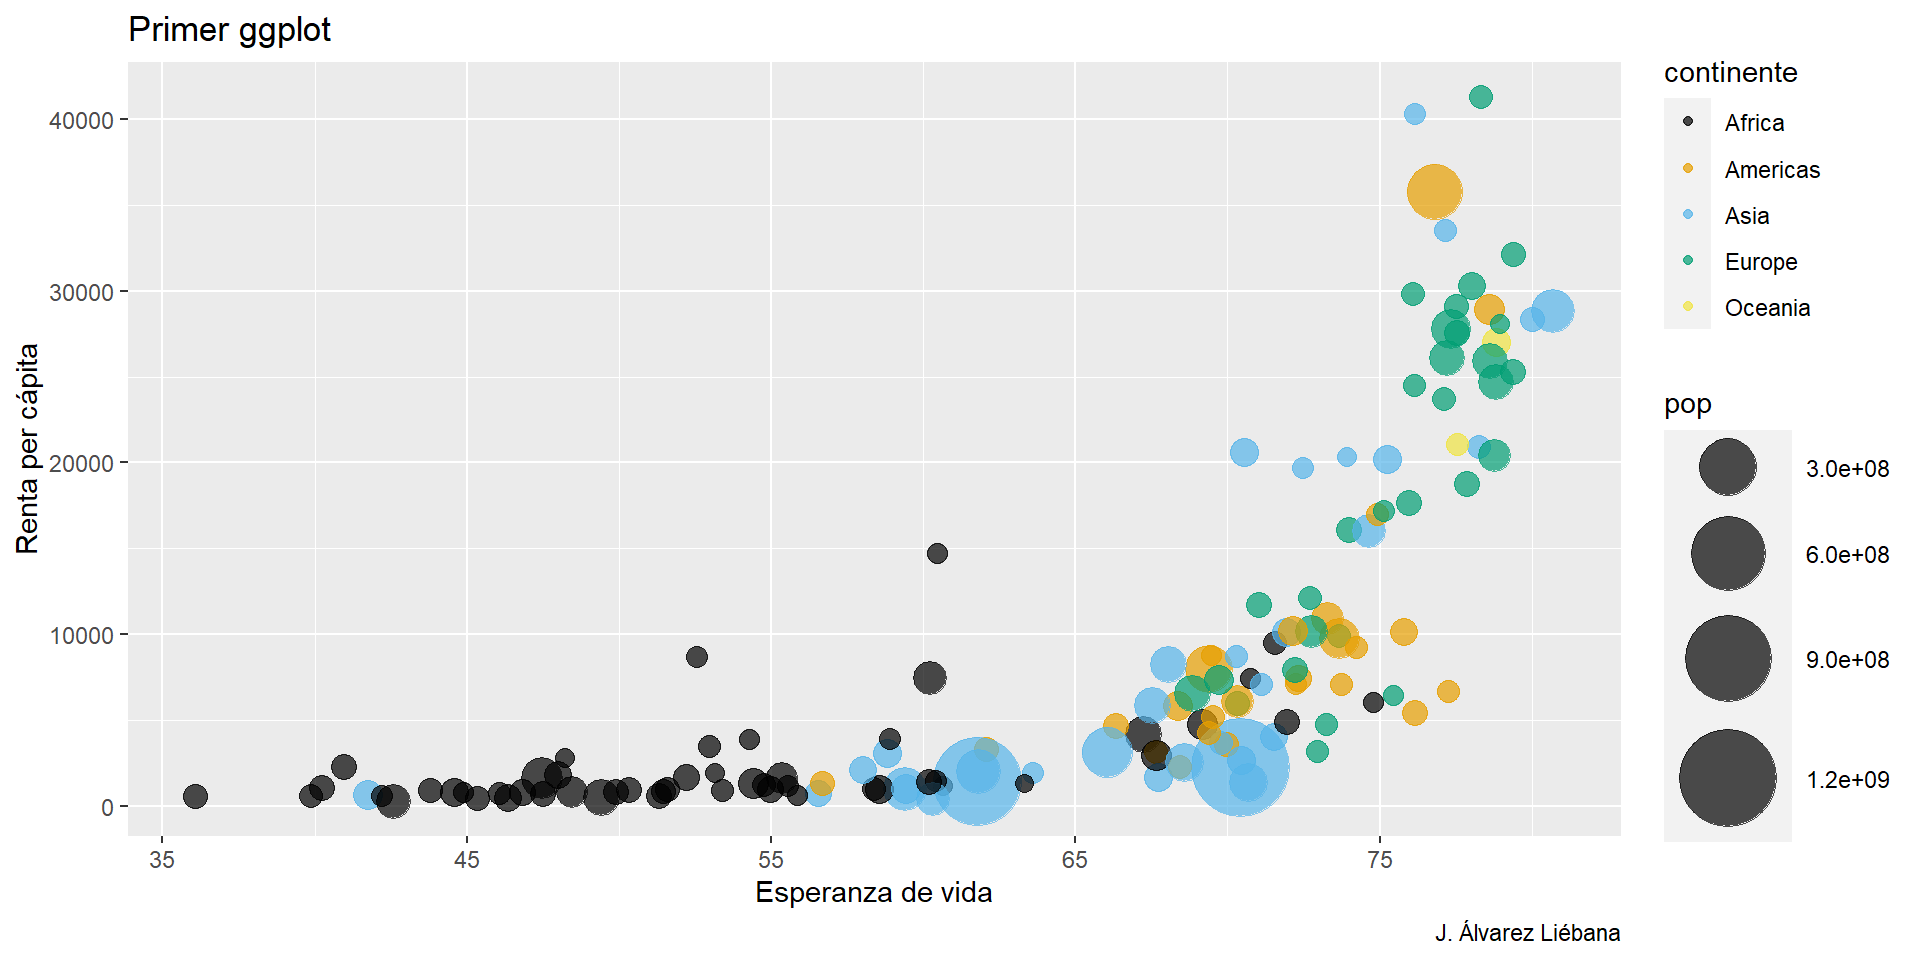 Primer ggplot
Renta per cápita
40000
30000
20000
10000
0
35 45 55 65 75
Esperanza de vida
J. Álvarez Liébana
continente
Africa
Americas
Asia
Europe
Oceania
pop
3.0e+08
6.0e+08
9.0e+08
1.2e+09